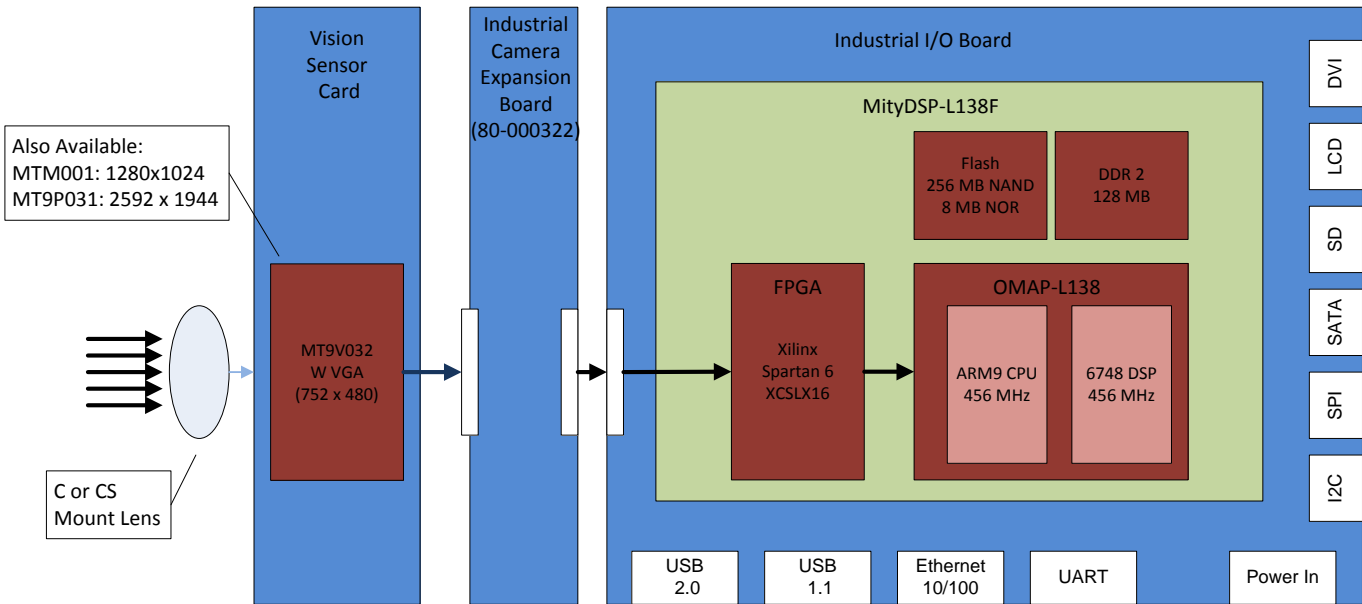 Vision
Sensor
Card
Industrial
Camera
Expansion
Board
(80-000322)
Industrial I/O Board
Also Available:
MTM001: 1280x1024
MT9P031: 2592 x 1944
MityDSP-L138F
Flash
256 MB NAND
8 MB NOR
DDR 2
128 MB
MT9V032
W VGA
(752 x 480)
FPGA
Xilinx
Spartan 6
XCSLX16
OMAP-L138
ARM9 CPU
456 MHz
6748 DSP
456 MHz
C or CS
Mount Lens
DVI
LCD
SD
SATA
SPI
I2C
USB
2.0
USB
1.1
Ethernet
10/100
UART
Power In